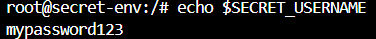 root@secret-env:/# echo $SECRET_USERNAME
mypassword123